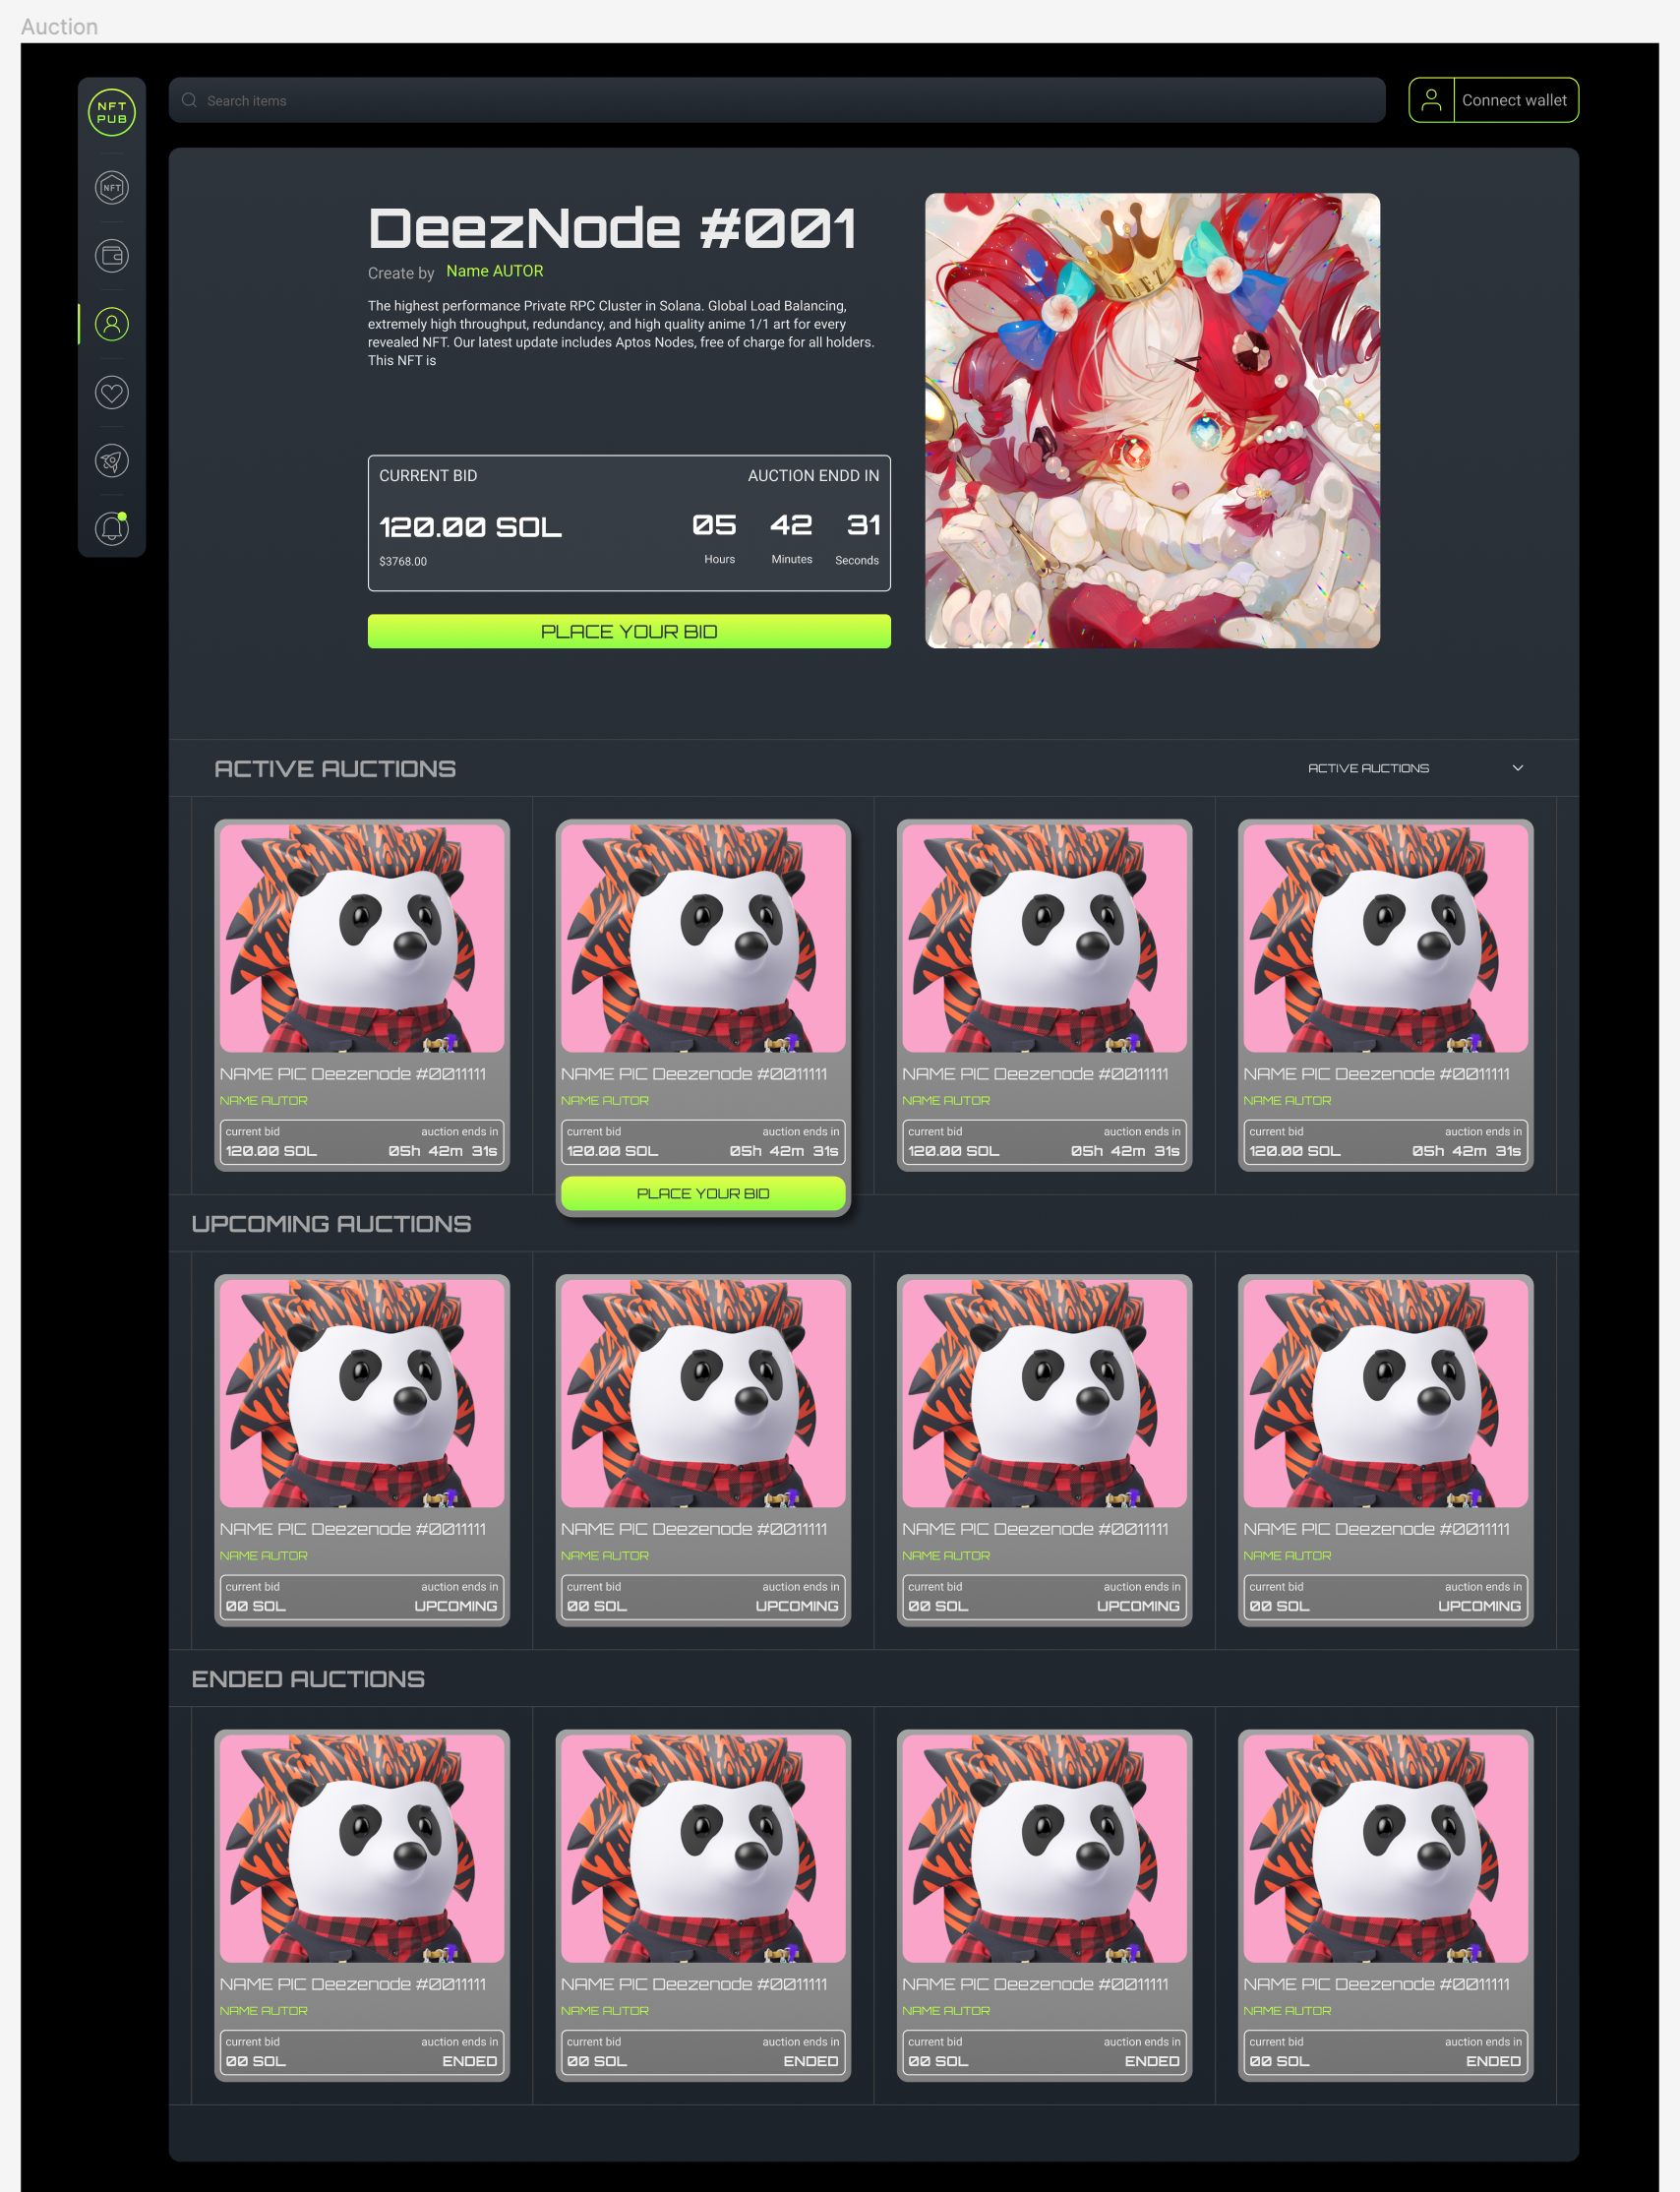 Auction
NFT
PUB
Search items
Connect wallet
NFT
DeezNode #001
Create by Name AUTOR
The highest performance Private RPC Cluster in Solana. Global Load Balancing,
extremely high throughput, redundancy, and high quality anime 1/1 art for every
revealed NFT. Our latest update includes Aptos Nodes, free of charge for all holders.
This NFT is
CURRENT BID AUCTION ENDD IN
120.00 SOL 05 42 31
$3768.00 Hours Minutes Seconds
PLACE YOUR BID
ACTIVE AUCTIONS ACTIVE AUCTIONS
NAME PIC Deezenode #0011111 NAME PIC Deezenode #0011111 NAME PIC Deezenode #0011111 NAME PIC Deezenode #0011111
NAME AUTOR NAME AUTOR NAME AUTOR NAME AUTOR
current bid auction ends in current bid auction ends in current bid auction ends in current bid auction ends in
120.00 SOL 05h 42m 31s 120.00 SOL 05h 42m 31s 120.00 SOL 05h 42m 31s 120.00 SOL 05h 42m 31s
PLACE YOUR BID
UPCOMING AUCTIONS
NAME PIC Deezenode #0011111 NAME PIC Deezenode #0011111 NAME PIC Deezenode #0011111 NAME PIC Deezenode #0011111
NAME AUTOR NAME AUTOR NAME AUTOR NAME AUTOR
current bid auction ends in current bid auction ends in current bid auction ends in current bid auction ends in
00 SOL UPCOMING 00 SOL UPCOMING 00 SOL UPCOMING 00 SOL UPCOMING
ENDED AUCTIONS
NAME PIC Deezenode #0011111 NAME PIC Deezenode #0011111 NAME PIC Deezenode #0011111 NAME PIC Deezenode #0011111
NAME AUTOR NAME AUTOR NAME AUTOR NAME AUTOR
current bid auction ends in current bid auction ends in current bid auction ends in current bid auction ends in
00 SOL ENDED 00 SOL ENDED 00 SOL ENDED 00 SOL ENDED